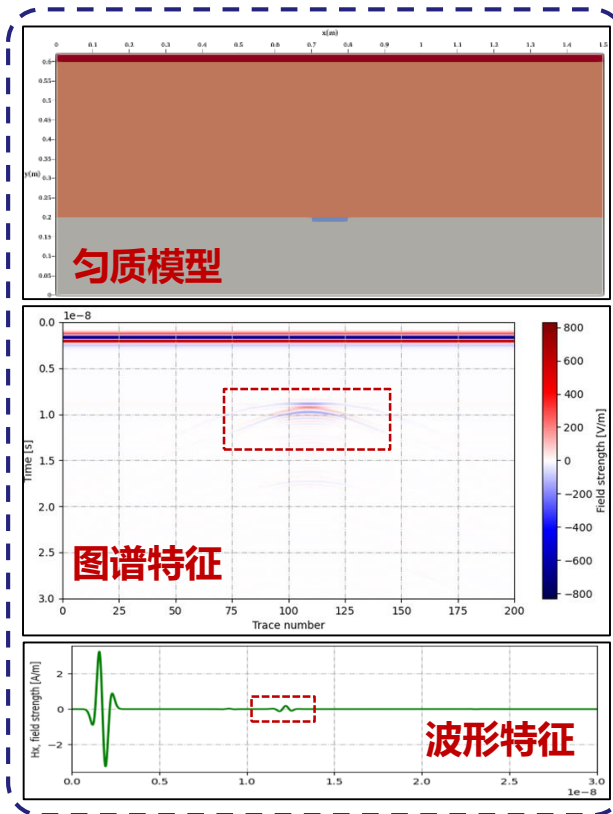 x(m)
0 0.1 0.2 0.3 0.4 0.5 0.6 0.7 0.8 0.9 1 1.1 1.2 1.3 1.4 1.5
0.6
0.55
0.5
0.45
0.4
0.35
y(m) 0.3
0.25
0.2
0.15
0.1
0.05
0
匀质模型
1e-8
0.0
0.5
1.0
1.5
2.0
2.5
3.0
Time [s]
图谱特征
0 25 50 75 100 125 150 175 200
Trace number
800
600
400
200
0
−200
−400
−600
−800
Field strength [V/m]
Hx, field strength [A/m]
2
0
−2
波形特征
0.0 0.5 1.0 1.5 2.0 2.5 3.0
1e-8